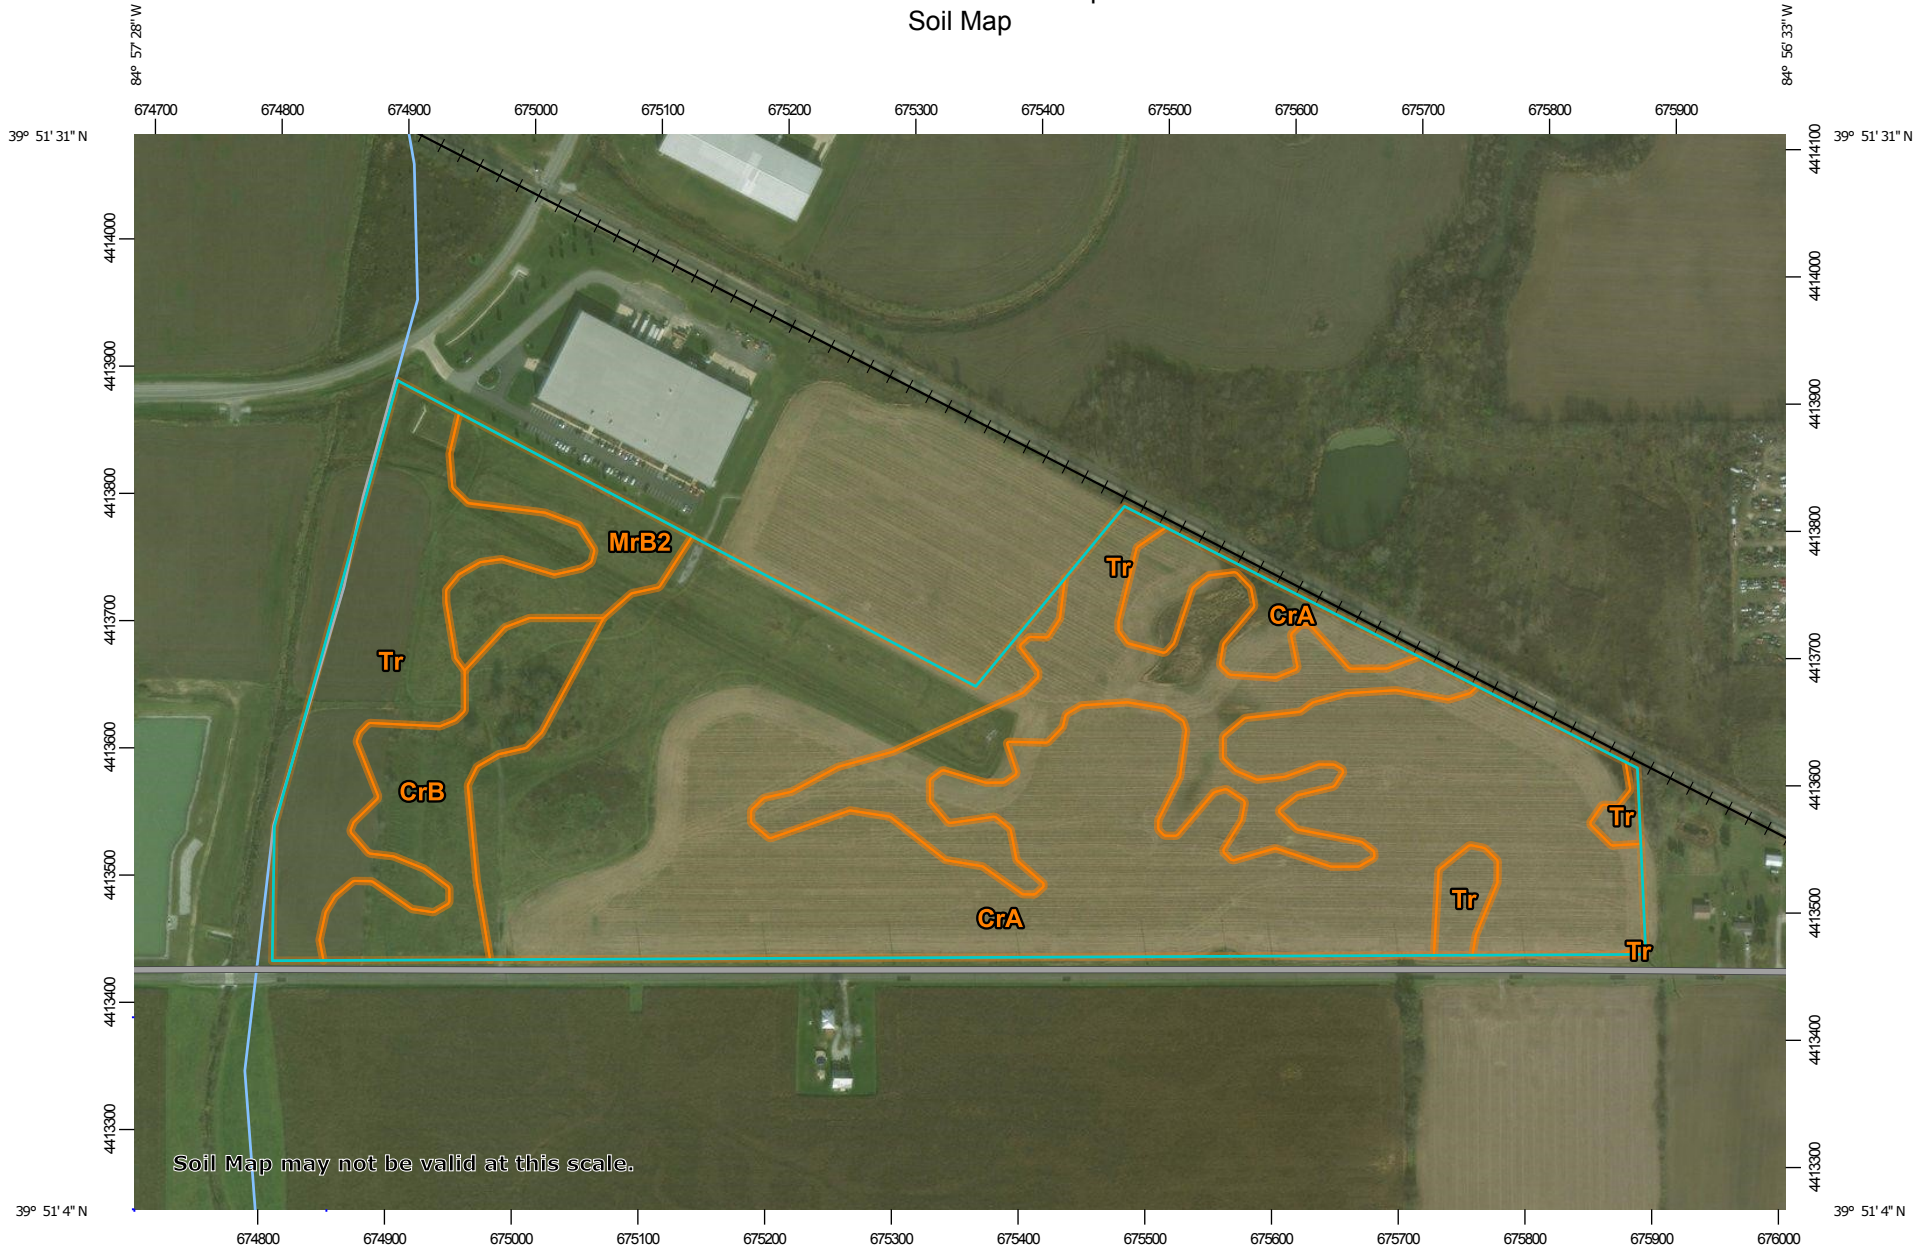 Soil Map
84° 57' 28'' W
84° 56' 33'' W
674700 674800 674900 675000 675100 675200 675300 675400 675500 675600 675700 675800 675900
39° 51' 31'' N
39° 51' 31'' N
4414100
4414000
4414000
4413900
4413900
4413800
4413800
4413700
4413700
4413600
4413600
4413500
4413500
4413400
4413400
4413300
4413300
MrB2
Tr
CrA
Tr
CrB
Tr
Tr
CrA
Tr
Soil Map may not be valid at this scale.
39° 51' 4'' N
39° 51' 4'' N
674800 674900 675000 675100 675200 675300 675400 675500 675600 675700 675800 675900 676000